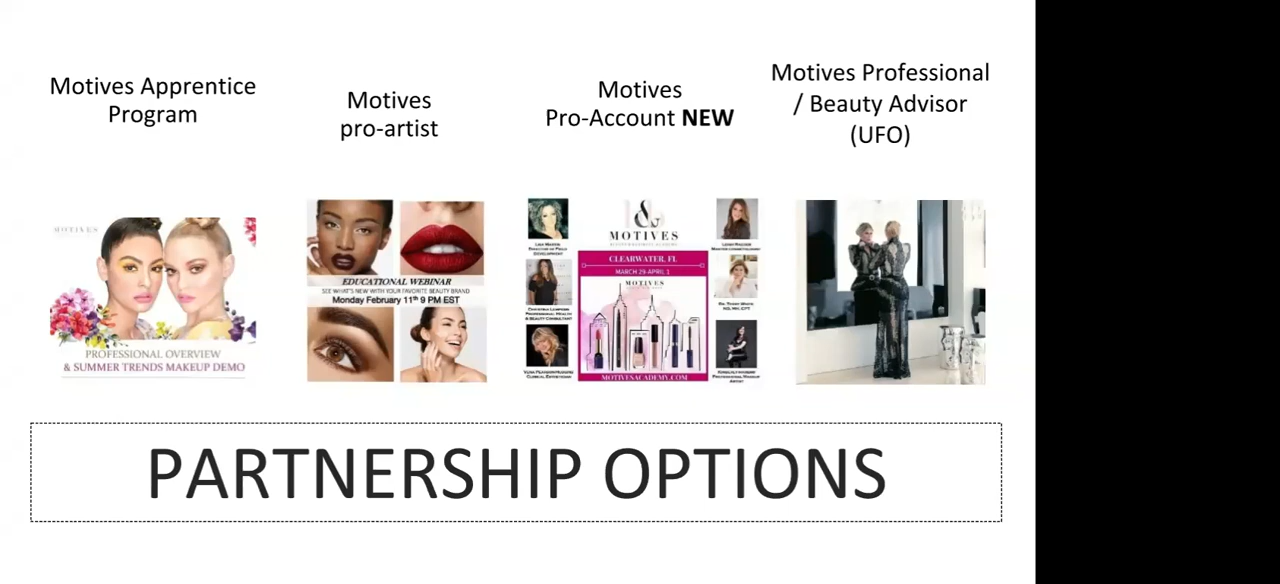 Motives Apprentice
Program
Motives
pro-artist
Motives
Pro-Account NEW
Motives Professional
/ Beauty Advisor
(UFO)
MOTIVES
PROFESSIONAL OVERVIEW
& SUMMER TRENDS MAKEUP DEMO
EDUCATIONAL WEBINAR
SEE WHAT'S NEW WITH YOUR FAVORITE BEAUTY BRAND
Monday February 11th 9 PM EST
&
MOTIVES
CLEARWATER, FL
MARCH 29-APRIL 1
MOTIVES
MOTIVESACADEMY.COM
PARTNERSHIP OPTIONS